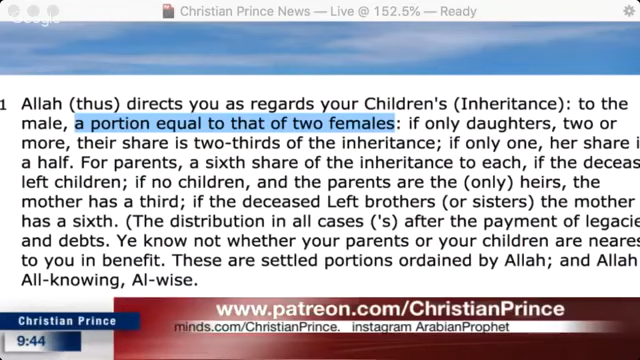 Christian Prince News — Live @ 152.5% — Ready
Google
1 Allah (thus) directs you as regards your Children's (Inheritance): to the
male, a portion equal to that of two females: if only daughters, two or
more, their share is two-thirds of the inheritance; if only one, her share is
a half. For parents, a sixth share of the inheritance to each, if the deceas
left children; if no children, and the parents are the (only) heirs, the
mother has a third; if the deceased Left brothers (or sisters) the mother
has a sixth. (The distribution in all cases ('s) after the payment of legacie
and debts. Ye know not whether your parents or your children are neares
to you in benefit. These are settled portions ordained by Allah; and Allah
All-knowing, Al-wise.
www.patreon.com/ChristianPrince
Christian Prince
minds.com/ChristianPrince. instagram ArabianProphet
9:44